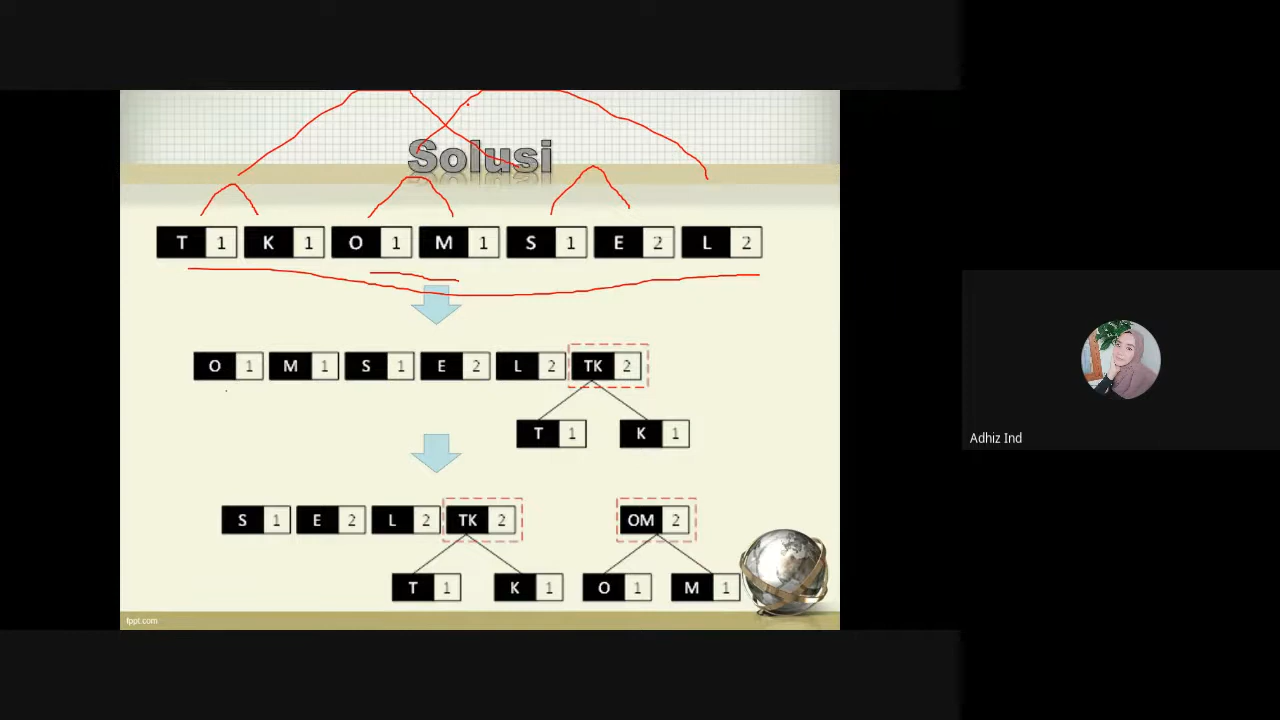 Solusi
T 1 K 1 O 1 M 1 S 1 E 2 L 2
O 1 M 1 S 1 E 2 L 2 TK 2
T 1 K 1
Adhiz Ind
S 1 E 2 L 2 TK 2 OM 2
T 1 K 1 O 1 M 1
fppt.com